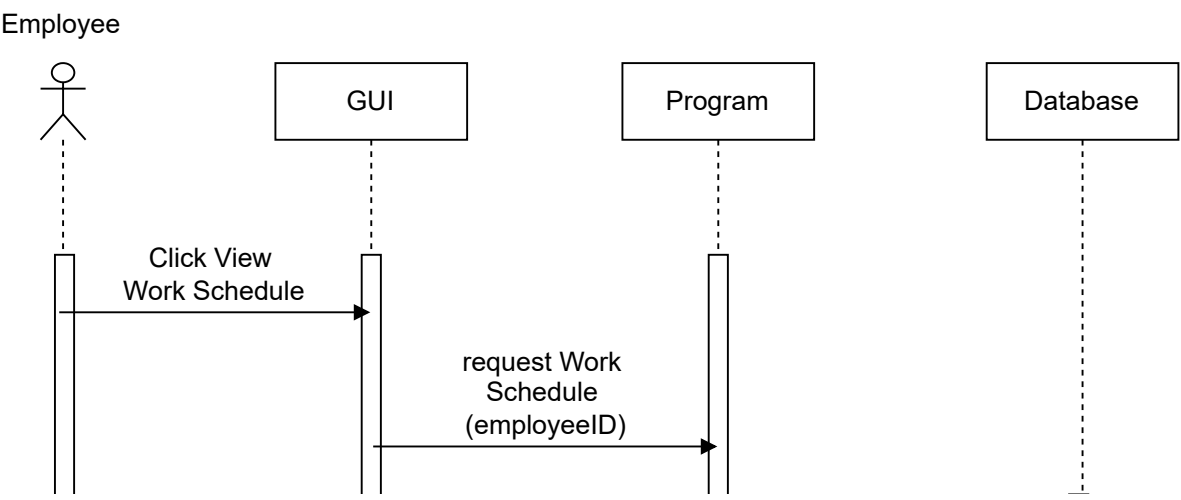 Employee
GUI
Program
Database
Click View
Work Schedule
request Work
Schedule
(employeeID)